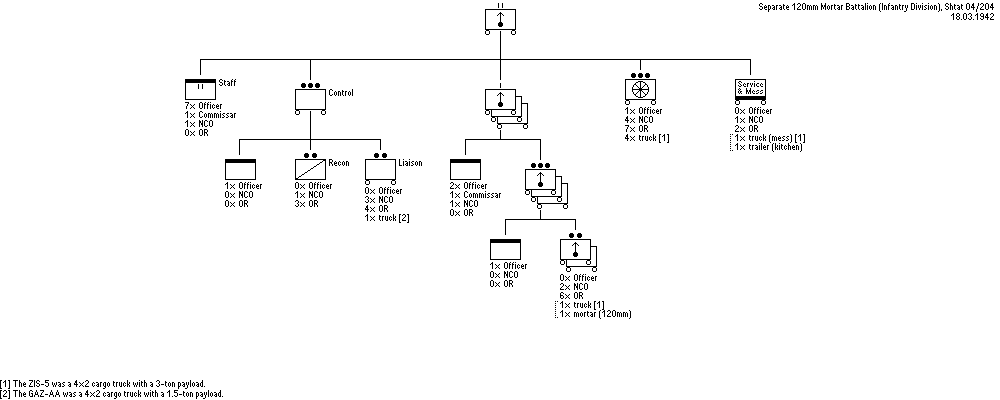 Separate 120mm Mortar Battalion (Infantry Division), Shtat 04/204
18.03.1942
Staff
7× Officer
1× Commissar
1× NCO
0× OR
Control
1× Officer
4× NCO
7× OR
4× truck [1]
Service
& Mess
0× Officer
1× NCO
2× OR
1× truck (mess) [1]
1× trailer (kitchen)
1× Officer
0× NCO
0× OR
Recon
0× Officer
1× NCO
3× OR
Liaison
0× Officer
3× NCO
4× OR
1× truck [2]
2× Officer
1× Commissar
1× NCO
0× OR
1× Officer
0× NCO
0× OR
0× Officer
2× NCO
6× OR
1× truck [1]
1× mortar (120mm)
[1] The ZIS-5 was a 4×2 cargo truck with a 3-ton payload.
[2] The GAZ-AA was a 4×2 cargo truck with a 1.5-ton payload.